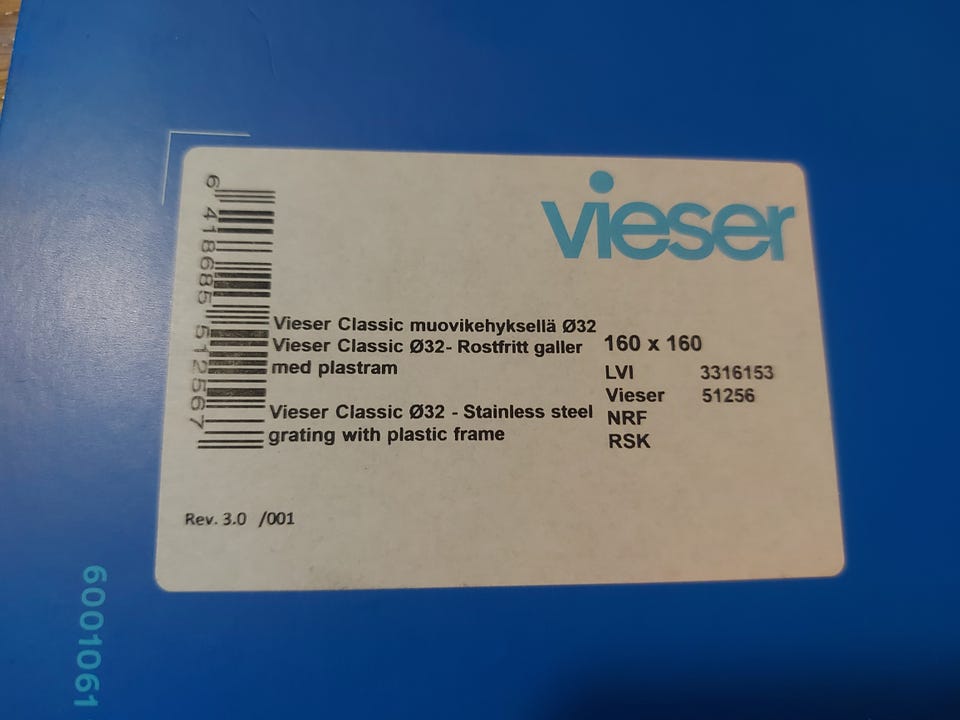 vieser
6 418685 512567
Vieser Classic muovikehyksellä Ø32
Vieser Classic Ø32- Rostfritt galler
med plastram
Vieser Classic Ø32 - Stainless steel
grating with plastic frame
160 x 160
LVI 3316153
Vieser 51256
NRF
RSK
Rev. 3.0 /001
6001061